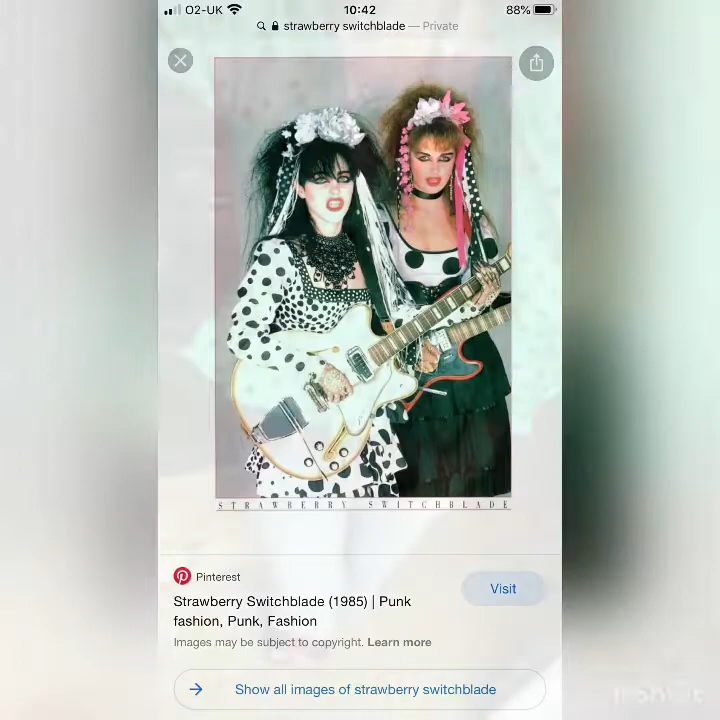 O2-UK 10:42 88%
strawberry switchblade — Private
STRAWBERRY SWITCHBLADE
Pinterest
Visit
Strawberry Switchblade (1985) | Punk
fashion, Punk, Fashion
Images may be subject to copyright. Learn more
Show all images of strawberry switchblade